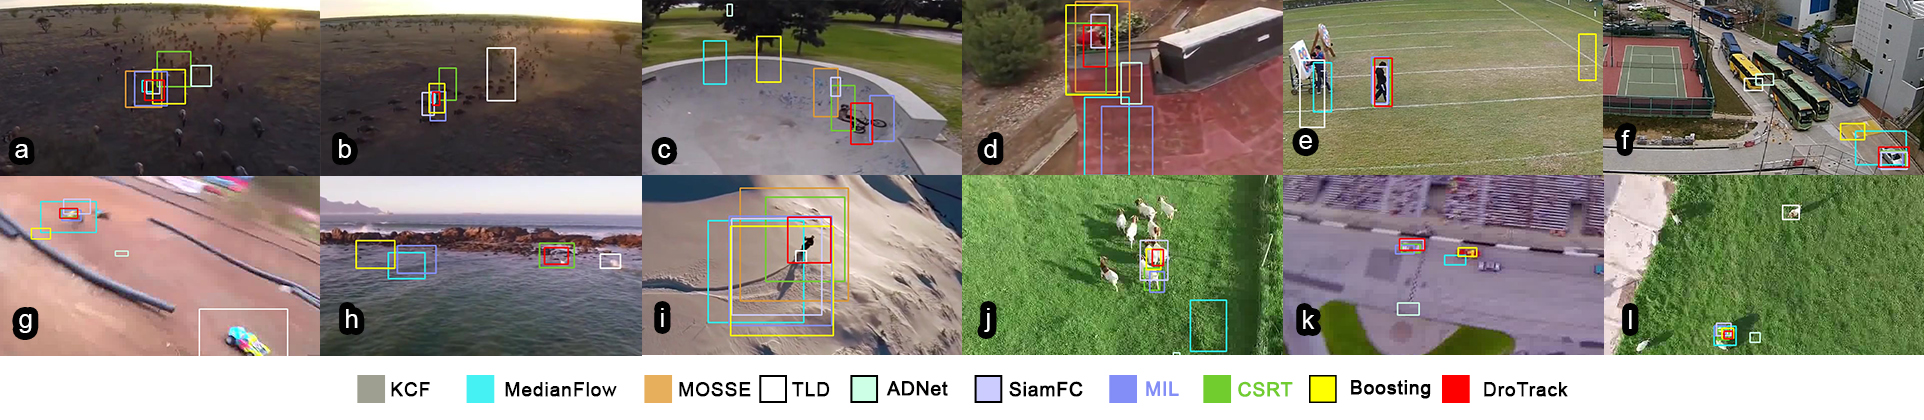 a b c d e f
g h i j k l
KCF MedianFlow MOSSE TLD ADNet SiamFC MIL CSRT Boosting DroTrack